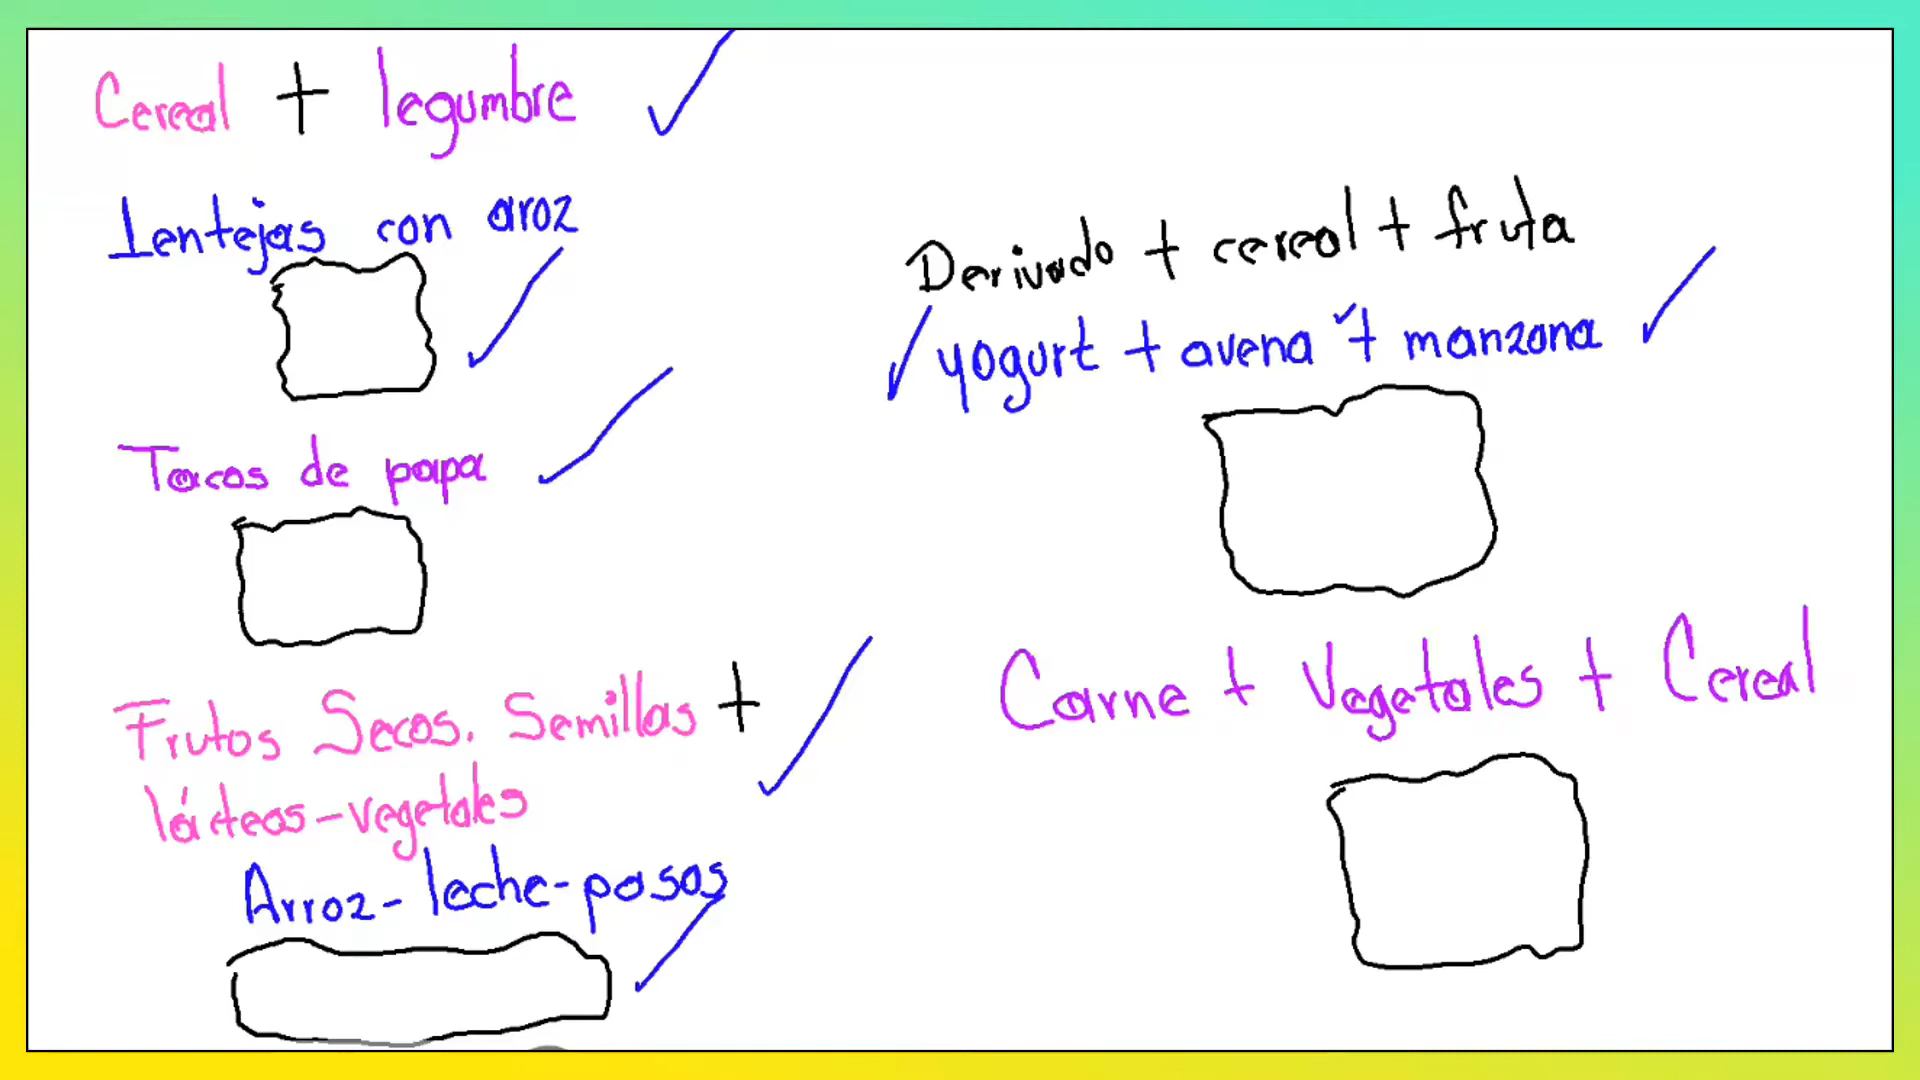 Cereal + legumbre
Lentejas con aroz
Tacos de papa
Frutos Secos. Semillas +
lácteos-vegetales
Arroz-leche-pasas
Derivado + cereal + fruta
yogurt + avena + manzana
Carne + Vegetales + Cereal